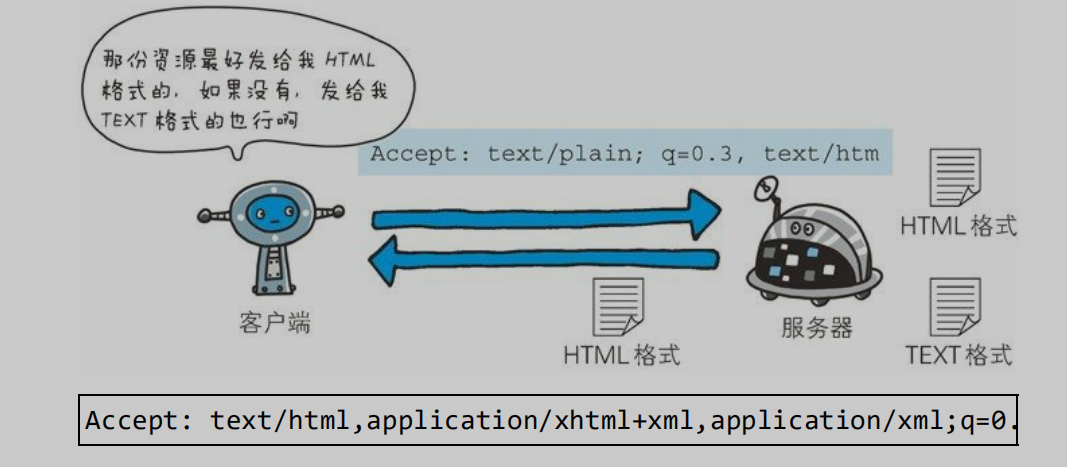 那份资源最好发给我 HTML
格式的，如果没有，发给我
TEXT 格式的也行啊
Accept: text/plain; q=0.3, text/htm
HTML 格式
客户端
服务器
HTML 格式
TEXT 格式
Accept: text/html,application/xhtml+xml,application/xml;q=0.